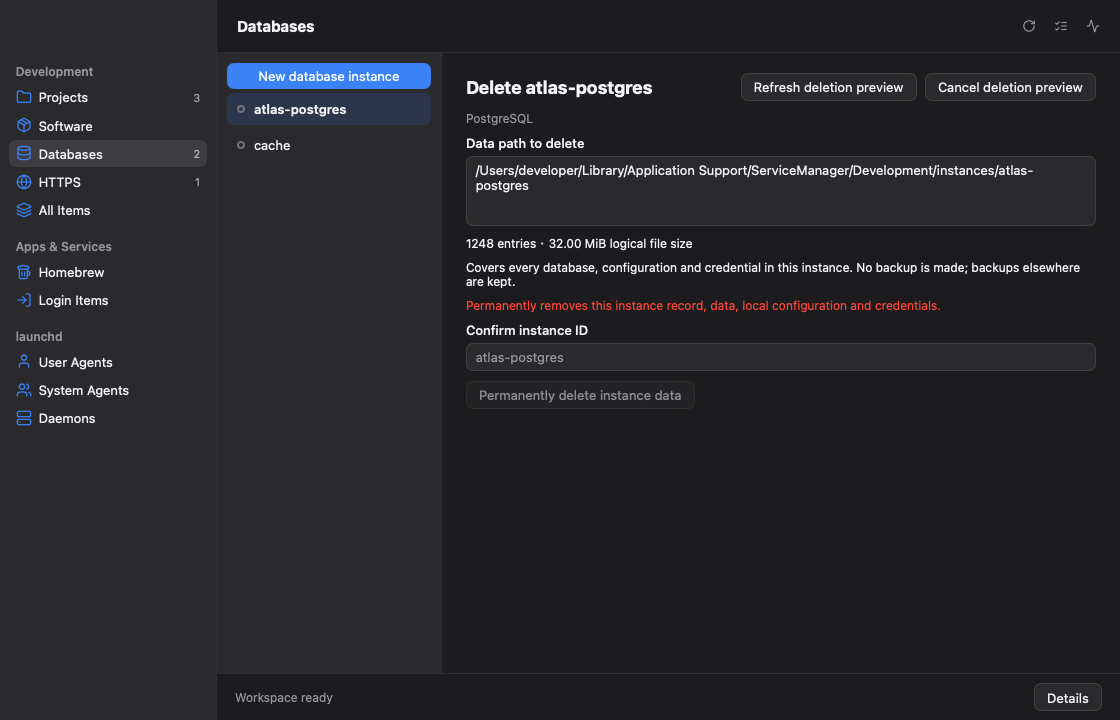 Databases
Development
Projects 3
Software
Databases 2
HTTPS 1
All Items
Apps & Services
Homebrew
Login Items
launchd
User Agents
System Agents
Daemons
New database instance
atlas-postgres
cache
Delete atlas-postgres
Refresh deletion preview
Cancel deletion preview
PostgreSQL
Data path to delete
/Users/developer/Library/Application Support/ServiceManager/Development/instances/atlas-
postgres
1248 entries · 32.00 MiB logical file size
Covers every database, configuration and credential in this instance. No backup is made; backups elsewhere
are kept.
Permanently removes this instance record, data, local configuration and credentials.
Confirm instance ID
atlas-postgres
Permanently delete instance data
Workspace ready
Details